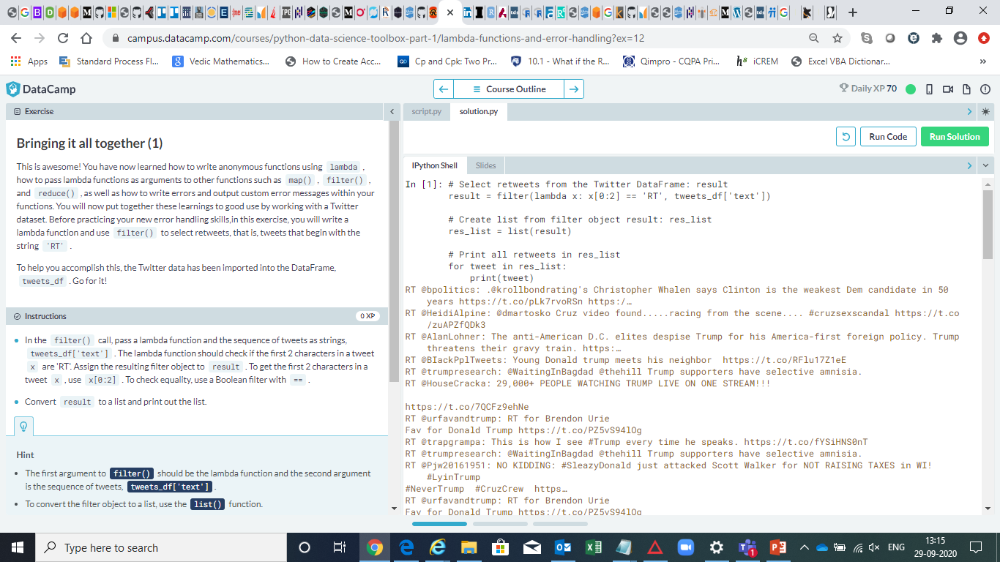 campus.datacamp.com/courses/python-data-science-toolbox-part-1/lambda-functions-and-error-handling?ex=12
Apps
Standard Process Fl...
Vedic Mathematics...
How to Create Acc...
Cp and Cpk: Two Pr...
10.1 - What if the R...
Qimpro - CQPA Pri...
iCREM
Excel VBA Dictionar...
»
DataCamp
Course Outline
Daily XP 70
Exercise
Bringing it all together (1)
This is awesome! You have now learned how to write anonymous functions using lambda ,
how to pass lambda functions as arguments to other functions such as map() , filter() ,
and reduce() , as well as how to write errors and output custom error messages within your
functions. You will now put together these learnings to good use by working with a Twitter
dataset. Before practicing your new error handling skills,in this exercise, you will write a
lambda function and use filter() to select retweets, that is, tweets that begin with the
string 'RT' .
To help you accomplish this, the Twitter data has been imported into the DataFrame,
tweets_df . Go for it!
Instructions
0 XP
In the filter() call, pass a lambda function and the sequence of tweets as strings,
tweets_df['text'] . The lambda function should check if the first 2 characters in a tweet
x are 'RT'. Assign the resulting filter object to result . To get the first 2 characters in a
tweet x , use x[0:2] . To check equality, use a Boolean filter with == .
Convert result to a list and print out the list.
Hint
The first argument to filter() should be the lambda function and the second argument
is the sequence of tweets, tweets_df['text'] .
To convert the filter object to a list, use the list() function.
script.py
solution.py
Run Code
Run Solution
IPython Shell
Slides
In [1]: # Select retweets from the Twitter DataFrame: result
result = filter(lambda x: x[0:2] == 'RT', tweets_df['text'])
# Create list from filter object result: res_list
res_list = list(result)
# Print all retweets in res_list
for tweet in res_list:
print(tweet)
RT @bpolitics: .@krollbondrating's Christopher Whalen says Clinton is the weakest Dem candidate in 50
years https://t.co/pLk7rvoRSn https:/…
RT @HeidiAlpine: @dmartosko Cruz video found.....racing from the scene.... #cruzsexscandal https://t.co
/zuAPZfQDk3
RT @AlanLohner: The anti-American D.C. elites despise Trump for his America-first foreign policy. Trump
threatens their gravy train. https:…
RT @BIackPplTweets: Young Donald trump meets his neighbor  https://t.co/RFlu17Z1eE
RT @trumpresearch: @WaitingInBagdad @thehill Trump supporters have selective amnisia.
RT @HouseCracka: 29,000+ PEOPLE WATCHING TRUMP LIVE ON ONE STREAM!!!
https://t.co/7QCFz9ehNe
RT @urfavandtrump: RT for Brendon Urie
Fav for Donald Trump https://t.co/PZ5vS94lOg
RT @trapgrampa: This is how I see #Trump every time he speaks. https://t.co/fYSiHNS0nT
RT @trumpresearch: @WaitingInBagdad @thehill Trump supporters have selective amnisia.
RT @Pjw20161951: NO KIDDING: #SleazyDonald just attacked Scott Walker for NOT RAISING TAXES in WI!
#LyinTrump
#NeverTrump  #CruzCrew  https…
RT @urfavandtrump: RT for Brendon Urie
Fav for Donald Trump https://t.co/PZ5vS94lOg
Type here to search
ENG
13:15
29-09-2020